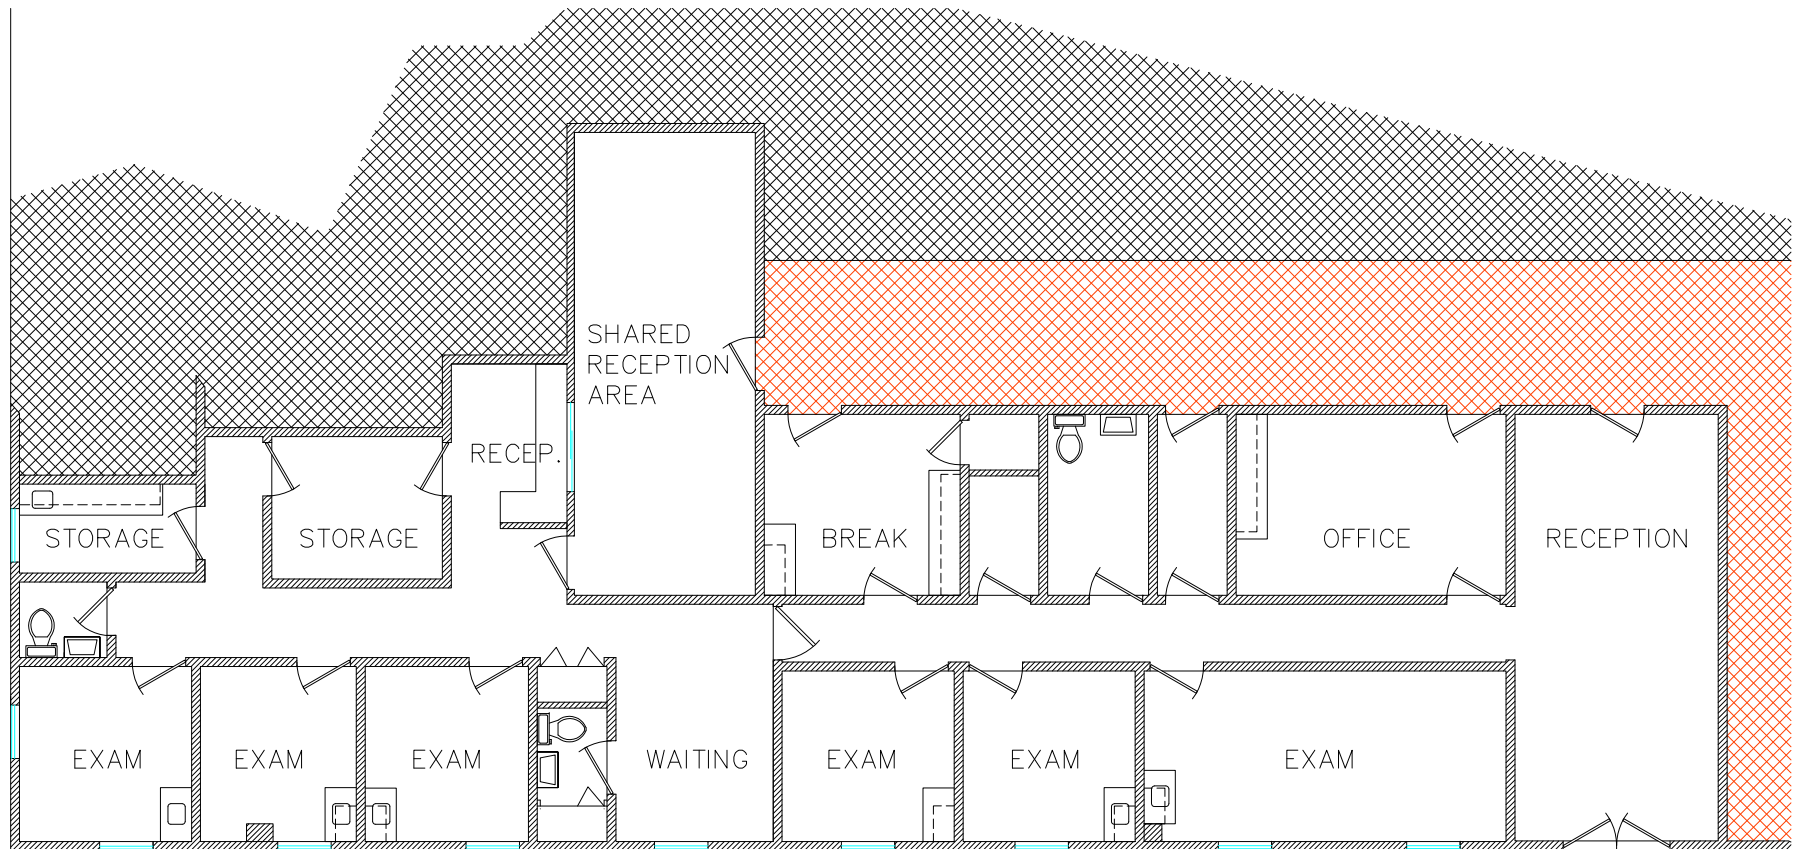 SHARED
RECEPTION
AREA
RECEP.
STORAGE
STORAGE
BREAK
OFFICE
RECEPTION
EXAM
EXAM
EXAM
WAITING
EXAM
EXAM
EXAM